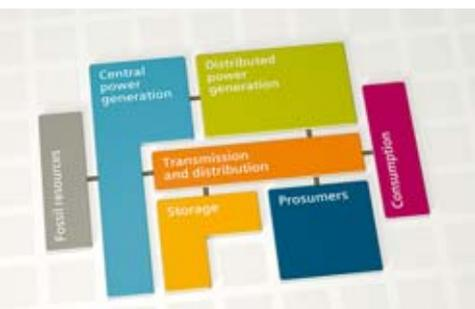 Central
power
generation
Distributed
power
generation
Fossil resources
Transmission
and distribution
Consumption
Storage
Prosumers